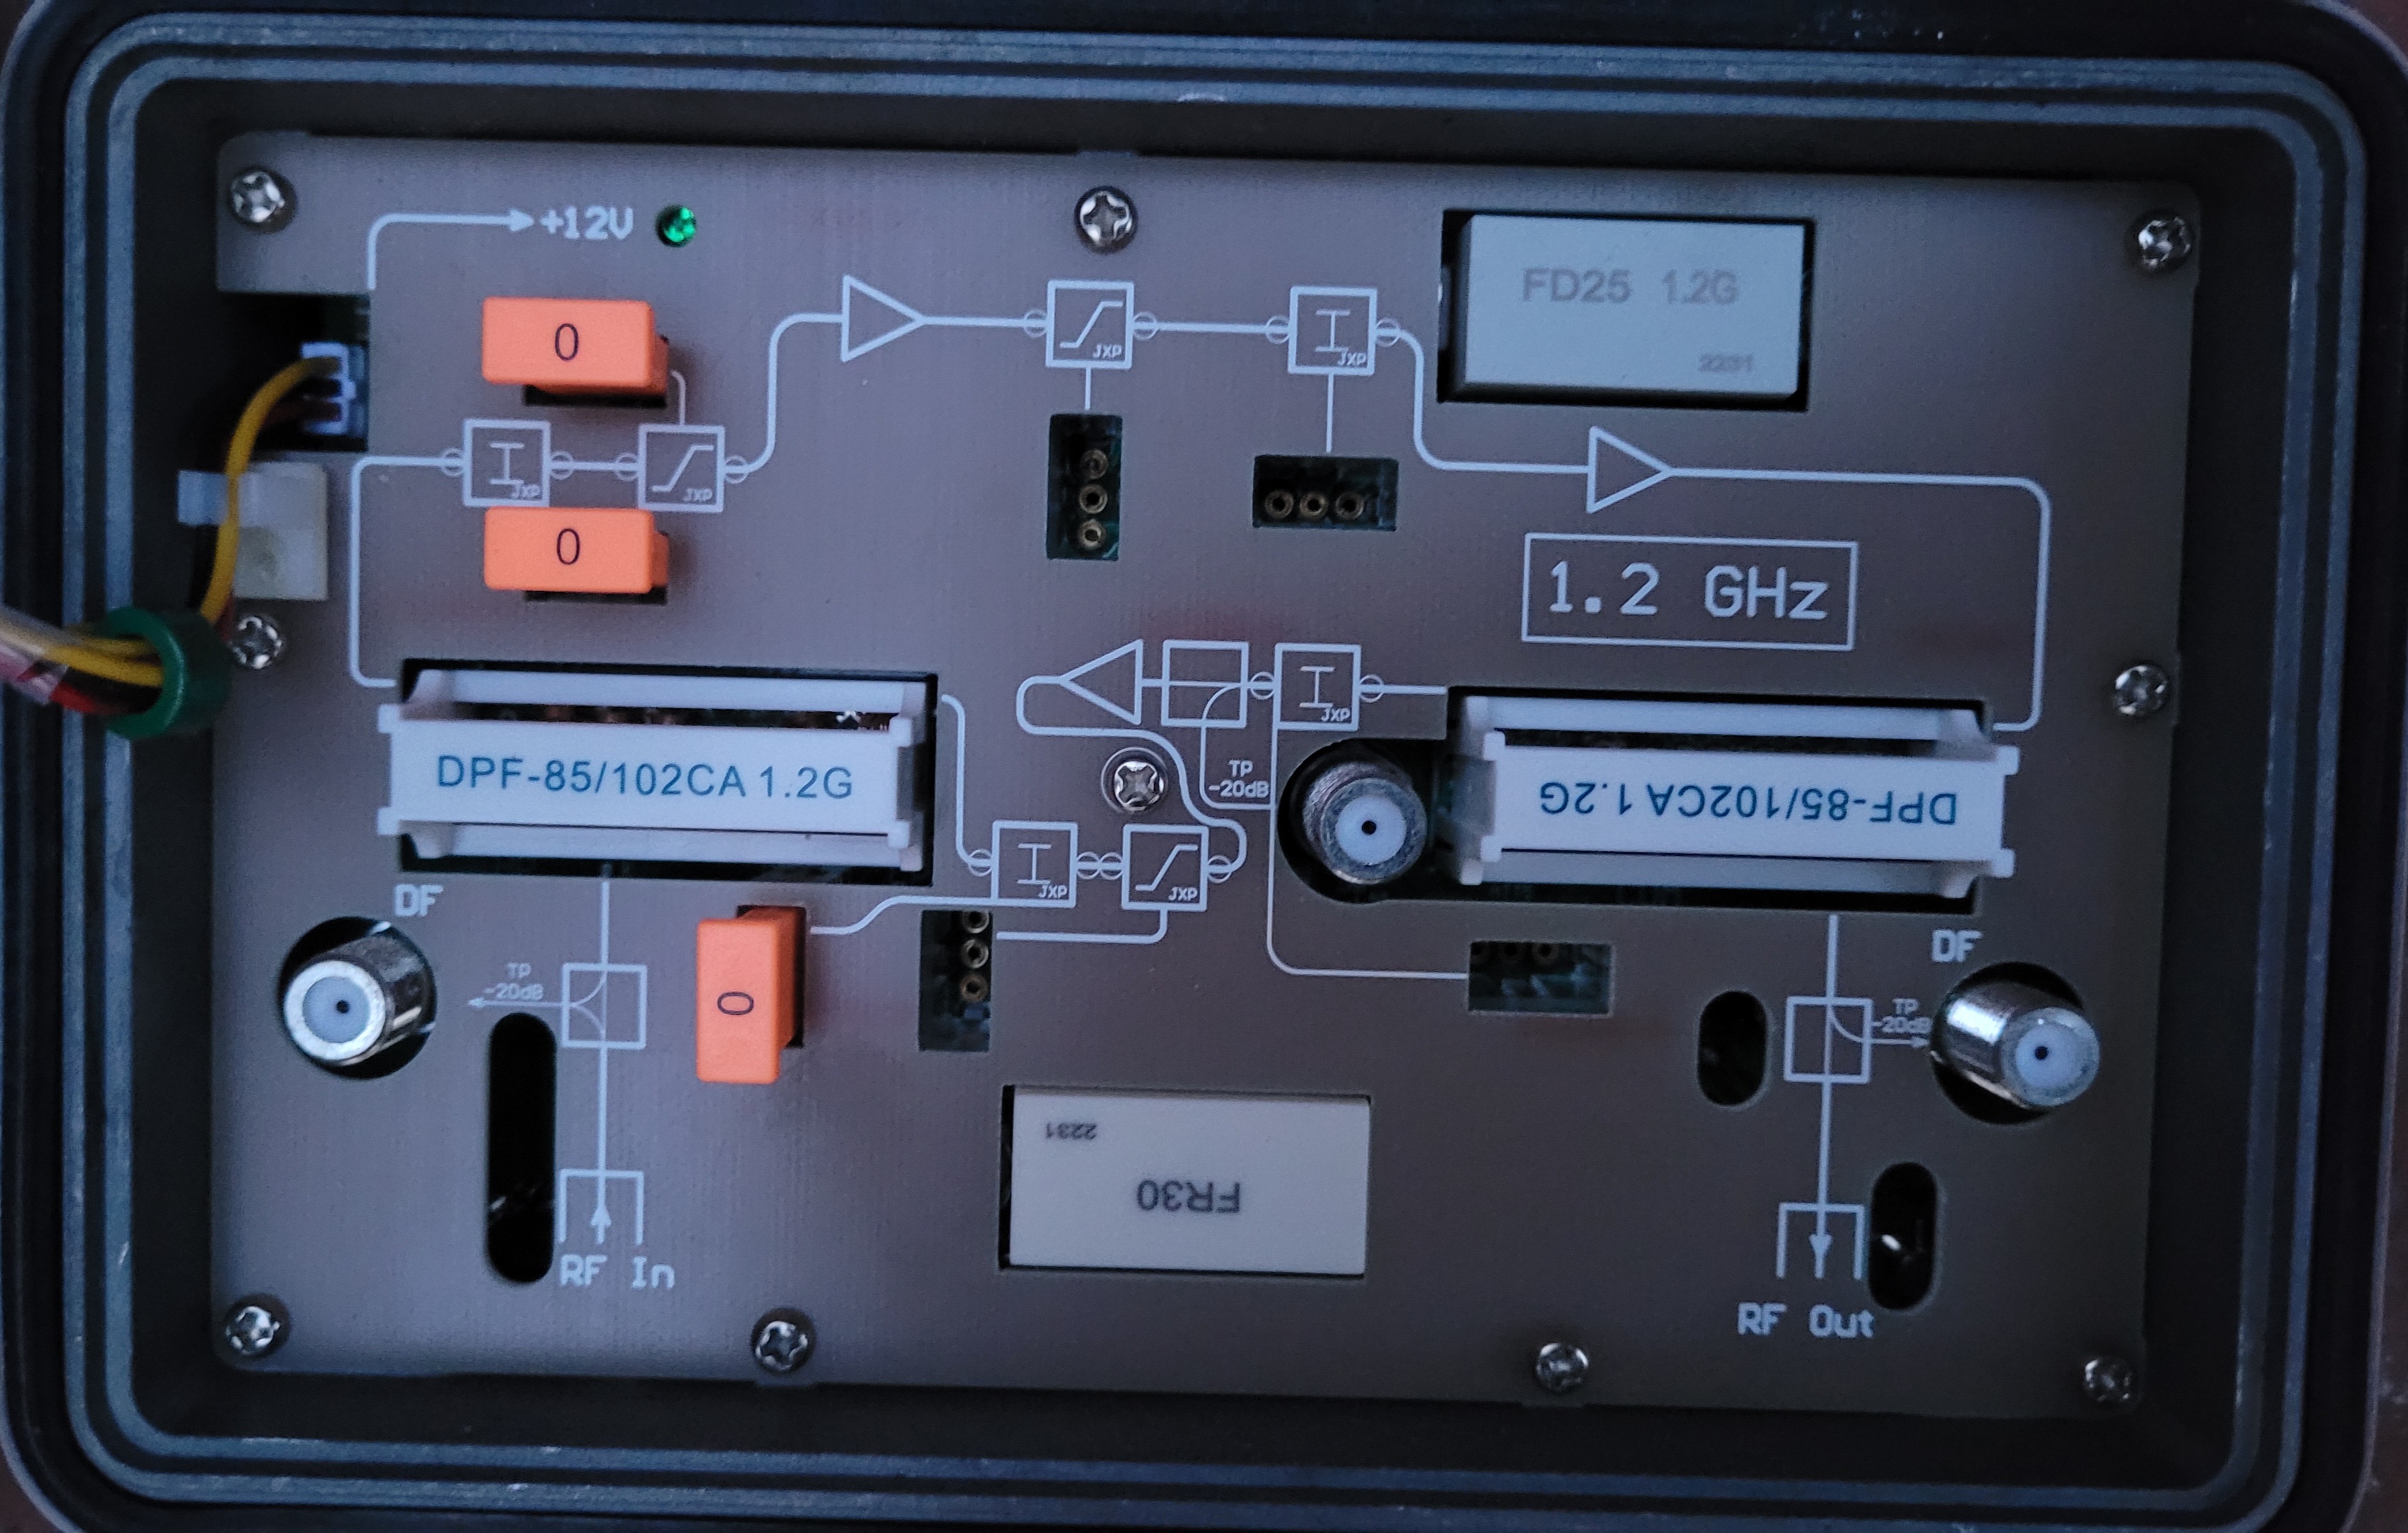 +12V
0
FD25 1.2G
2231
JXP
JXP
JXP
JXP
0
1.2 GHz
JXP
DPF-85/102CA 1.2G
TP
-20dB
DPF-85/102CA 1.2G
JXP
JXP
DF
DF
TP
-20dB
0
TP
-20dB
2231
FR30
RF In
RF Out